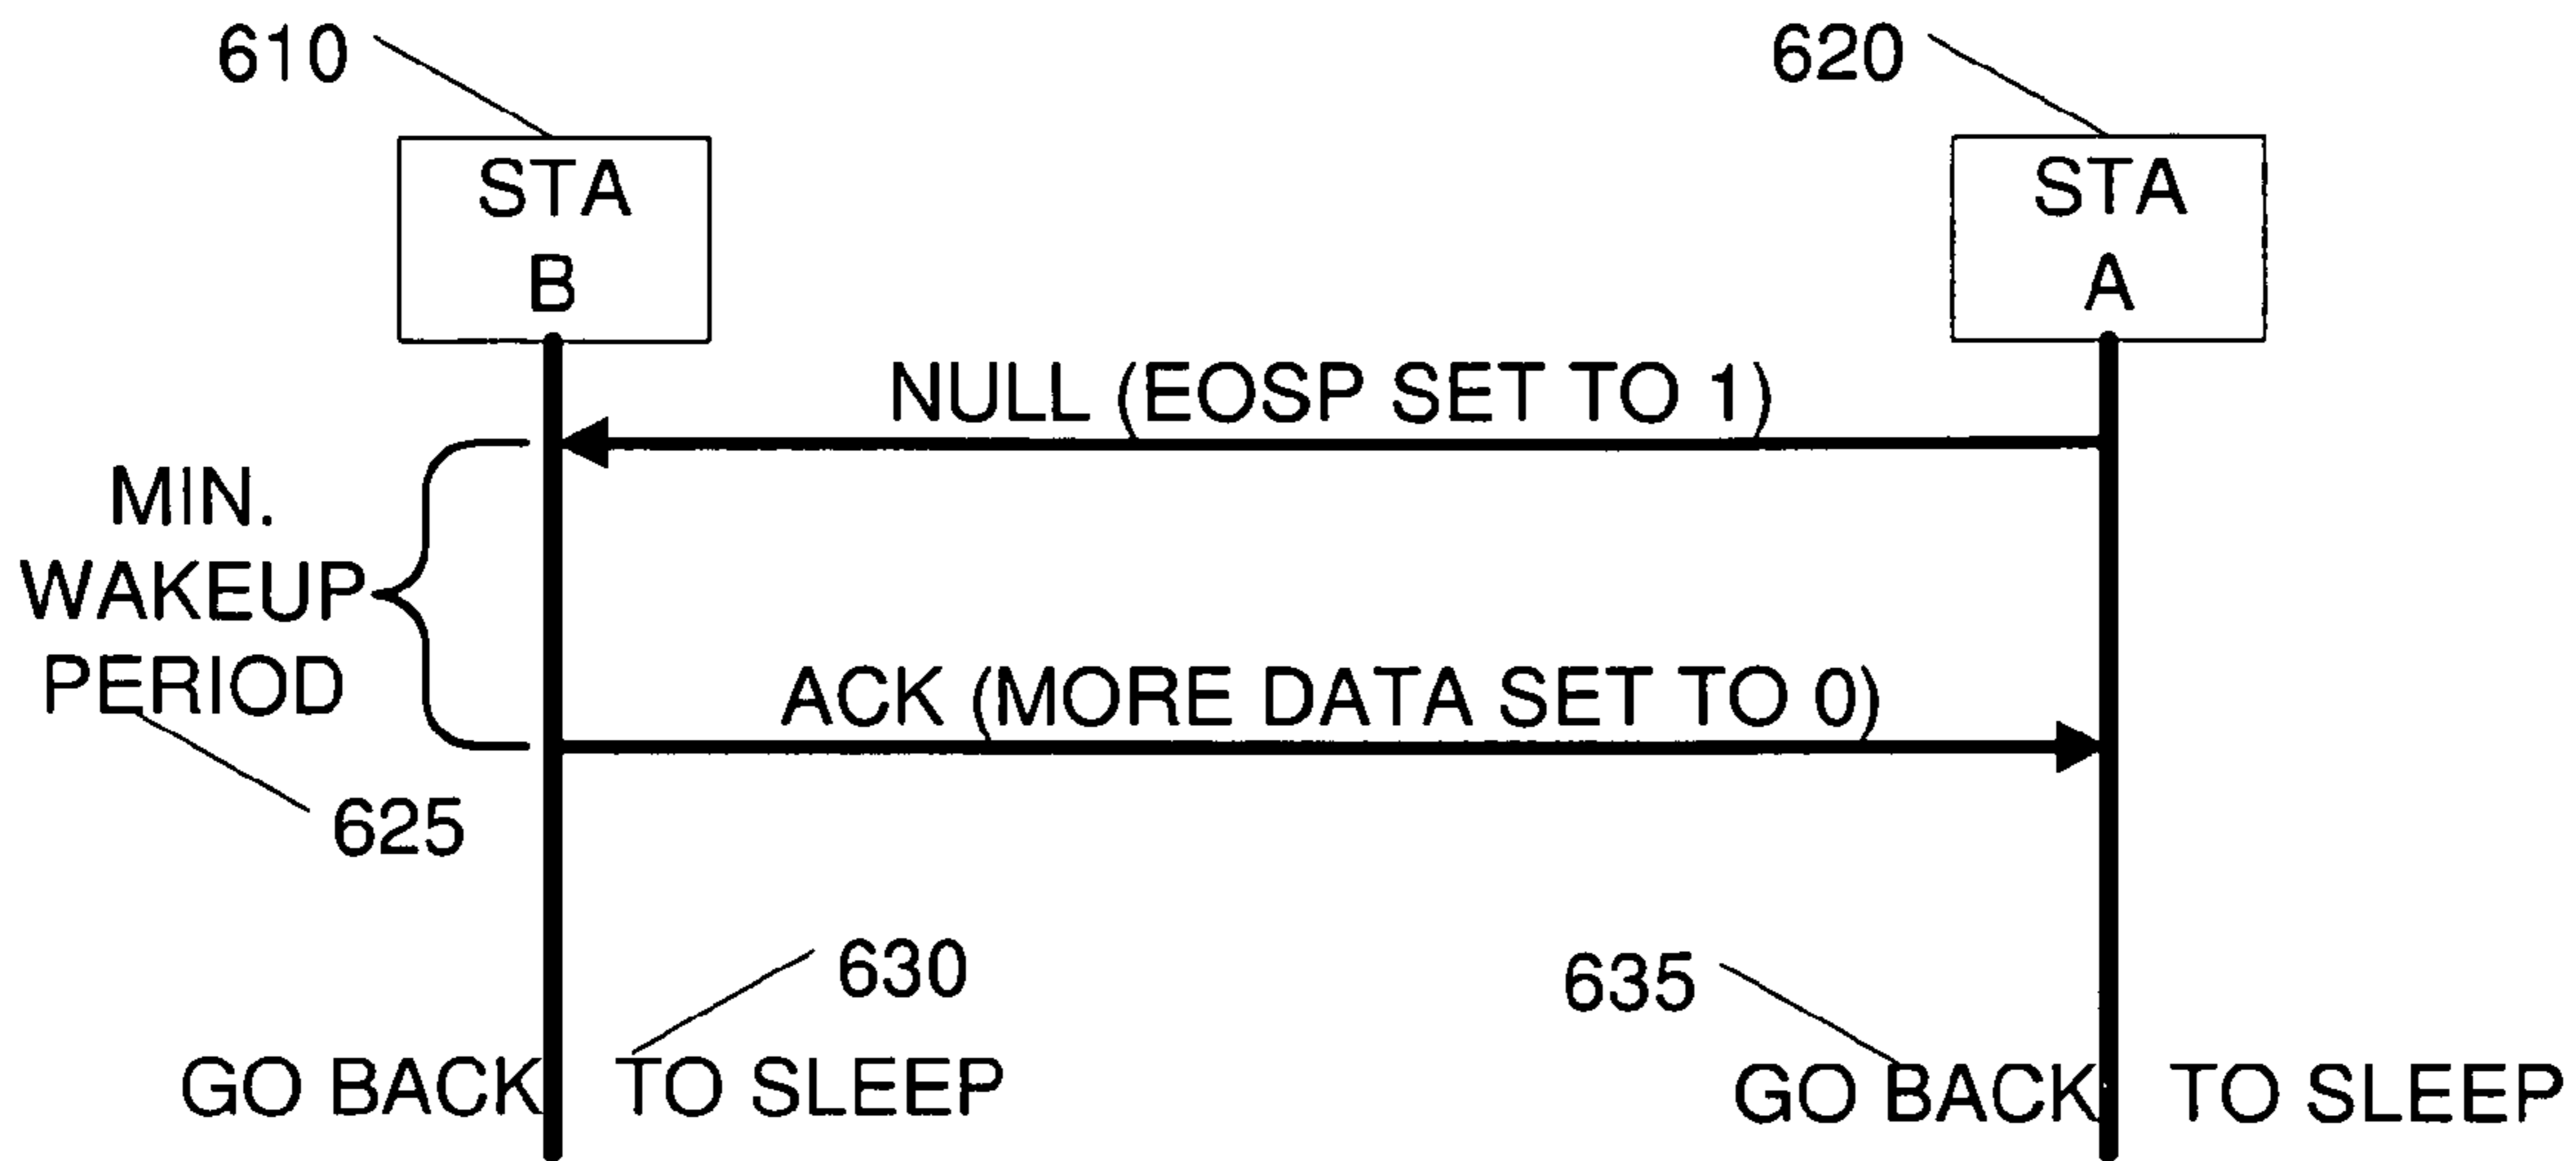 610
620
STA
B
STA
A
NULL (EOSP SET TO 1)
MIN.
WAKEUP
PERIOD
ACK (MORE DATA SET TO 0)
625
630
635
GO BACK TO SLEEP
GO BACK TO SLEEP